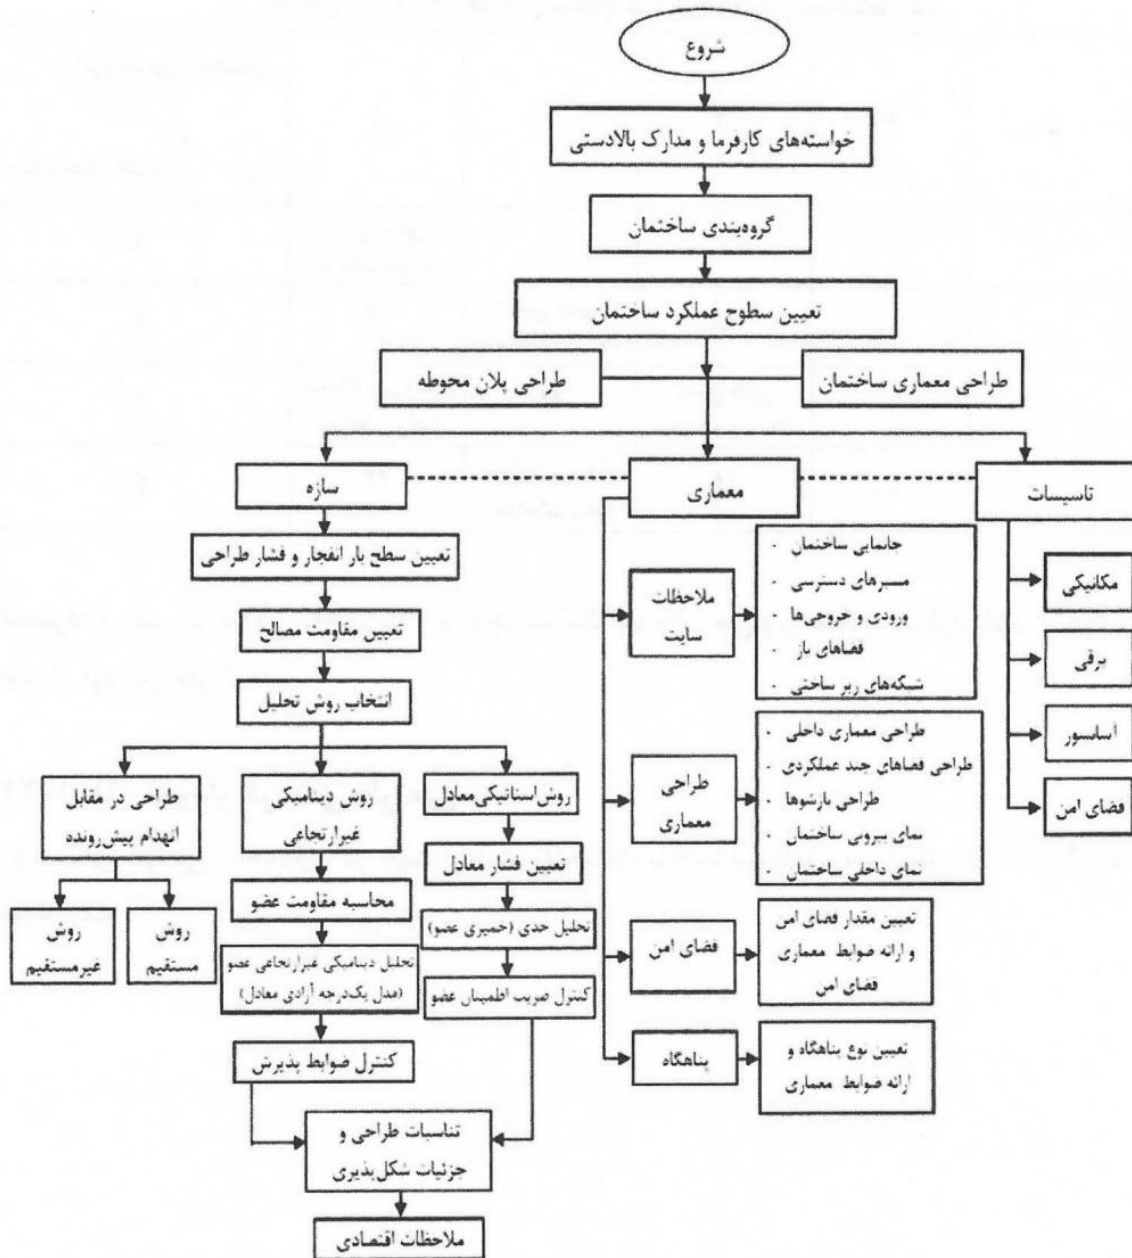 شروع
خواسته‌های کارفرما و مدارک بالادستی
گروه‌بندی ساختمان
تعیین سطوح عملکرد ساختمان
طراحی معماری ساختمان
طراحی پلان محوطه
تاسیسات
معماری
سازه
مکانیکی
برقی
آسانسور
فضای امن
ملاحظات
سایت
جانمایی ساختمان
مسیرهای دسترسی
ورودی و خروجی‌ها
فضاهای باز
شبکه‌های زیر ساختی
طراحی
معماری
طراحی معماری داخلی
طراحی فضاهای چند عملکردی
طراحی بازشوها
نمای بیرونی ساختمان
نمای داخلی ساختمان
فضای امن
تعیین مقدار فضای امن
و ارائه ضوابط معماری
فضای امن
پناهگاه
تعیین نوع پناهگاه و
ارائه ضوابط معماری
تعیین سطح بار انفجار و فشار طراحی
تعیین مقاومت مصالح
انتخاب روش تحلیل
روش استاتیکی معادل
تعیین فشار معادل
تحلیل حدی (خمیری عضو)
کنترل ضریب اطمینان عضو
روش دینامیکی
غیرارتجاعی
محاسبه مقاومت عضو
تحلیل دینامیکی غیرارتجاعی عضو
(مدل یک‌درجه آزادی معادل)
کنترل ضوابط پذیرش
طراحی در مقابل
انهدام پیش‌رونده
روش
مستقیم
روش
غیرمستقیم
تناسبات طراحی و
جزئیات شکل‌پذیری
ملاحظات اقتصادی